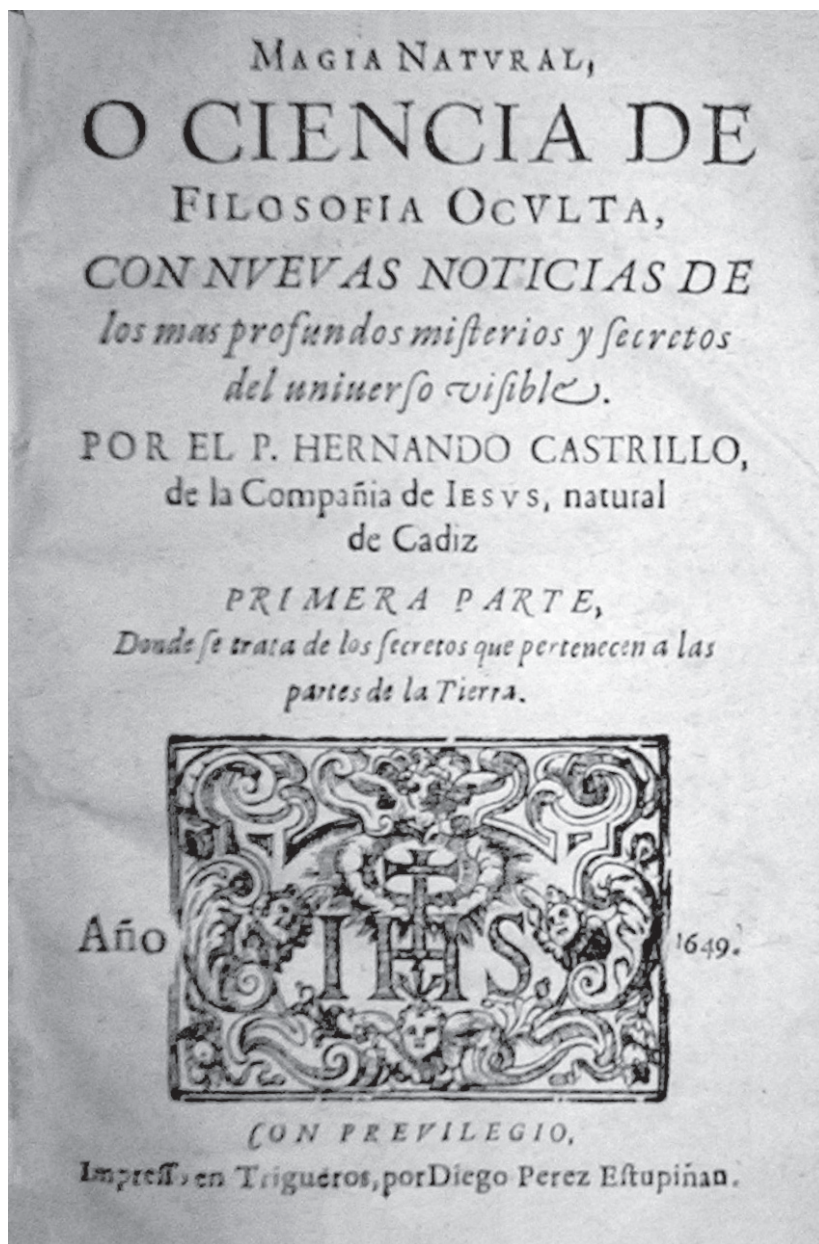 MAGIA NATVRAL,
O CIENCIA DE
FILOSOFIA OCVLTA,
CON NVEVAS NOTICIAS DE
los mas profundos miſterios y ſecretos
del uniuerſo viſible.
POR EL P. HERNANDO CASTRILLO,
de la Compañia de IESVS, natural
de Cadiz
PRIMERA PARTE,
Donde ſe trata de los ſecretos que pertenecen a las
partes de la Tierra.
IHS
Año 1649.
CON PREVILEGIO,
Impreſſo en Trigueros, por Diego Perez Eſtupiñan.